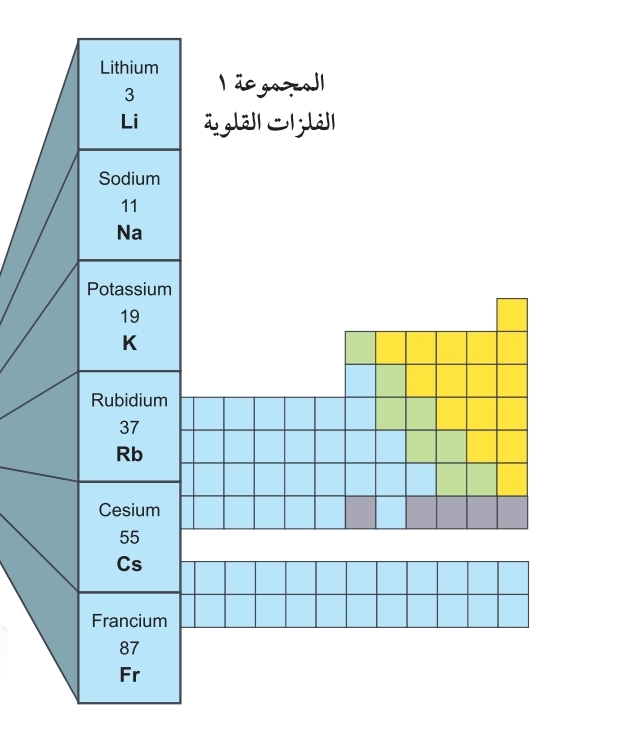 المجموعة ١
الفلزات القلوية
Lithium
3
Li
Sodium
11
Na
Potassium
19
K
Rubidium
37
Rb
Cesium
55
Cs
Francium
87
Fr